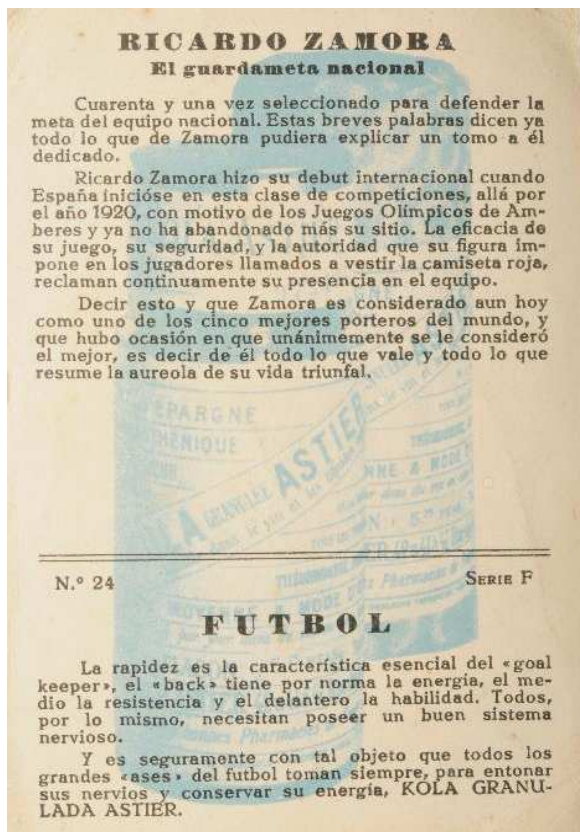 RICARDO ZAMORA
El guardameta nacional
Cuarenta y una vez seleccionado para defender la
meta del equipo nacional. Estas breves palabras dicen ya
todo lo que de Zamora pudiera explicar un tomo a él
dedicado.
Ricardo Zamora hizo su debut internacional cuando
España inicióse en esta clase de competiciones, allá por
el año 1920, con motivo de los Juegos Olímpicos de Am-
beres y ya no ha abandonado más su sitio. La eficacia de
su juego, su seguridad, y la autoridad que su figura im-
pone en los jugadores llamados a vestir la camiseta roja,
reclaman continuamente su presencia en el equipo.
Decir esto y que Zamora es considerado aun hoy
como uno de los cinco mejores porteros del mundo, y
que hubo ocasión en que unánimemente se le consideró
el mejor, es decir de él todo lo que vale y todo lo que
resume la aureola de su vida triunfal.
EPARGNE
LA GRANULÉE ASTIER
N.º 24
SERIE F
FUTBOL
La rapidez es la característica esencial del «goal
keeper», el «back» tiene por norma la energía, el me-
dio la resistencia y el delantero la habilidad. Todos,
por lo mismo, necesitan poseer un buen sistema
nervioso.
Y es seguramente con tal objeto que todos los
grandes «ases» del futbol toman siempre, para entonar
sus nervios y conservar su energía, KOLA GRANU-
LADA ASTIER.